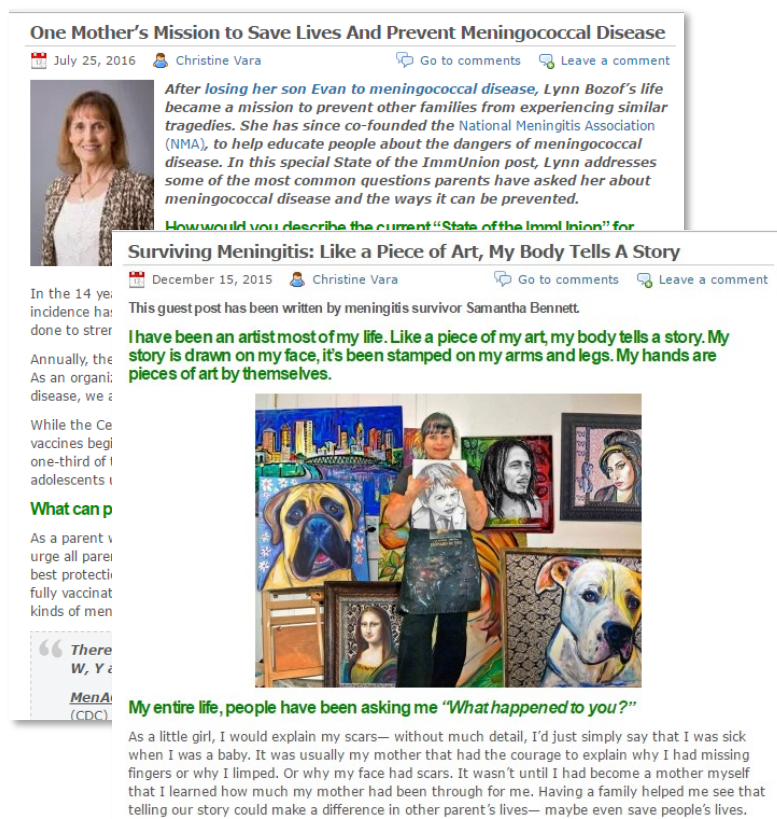 One Mother’s Mission to Save Lives And Prevent Meningococcal Disease
July 25, 2016 Christine Vara Go to comments Leave a comment
After losing her son Evan to meningococcal disease, Lynn Bozof’s life
became a mission to prevent other families from experiencing similar
tragedies. She has since co-founded the National Meningitis Association
(NMA), to help educate people about the dangers of meningococcal
disease. In this special State of the ImmUnion post, Lynn addresses
some of the most common questions parents have asked her about
meningococcal disease and the ways it can be prevented.
How would you describe the current “State of the ImmUnion” for
In the 14 yea
incidence has
done to stren
Annually, the
As an organiz
disease, we a
While the Ce
vaccines begi
one-third of t
adolescents u
What can p
As a parent w
urge all parer
best protectio
fully vaccinat
kinds of men
There
W, Y a
MenA
(CDC)
Surviving Meningitis: Like a Piece of Art, My Body Tells A Story
December 15, 2015 Christine Vara Go to comments Leave a comment
This guest post has been written by meningitis survivor Samantha Bennett.
I have been an artist most of my life. Like a piece of my art, my body tells a story. My
story is drawn on my face, it’s been stamped on my arms and legs. My hands are
pieces of art by themselves.
My entire life, people have been asking me “What happened to you?”
As a little girl, I would explain my scars— without much detail, I’d just simply say that I was sick
when I was a baby. It was usually my mother that had the courage to explain why I had missing
fingers or why I limped. Or why my face had scars. It wasn’t until I had become a mother myself
that I learned how much my mother had been through for me. Having a family helped me see that
telling our story could make a difference in other parent’s lives— maybe even save people’s lives.